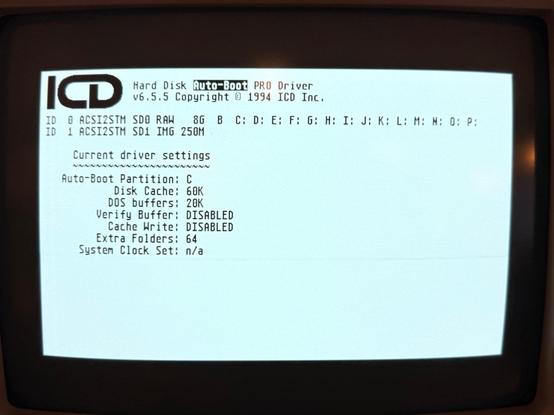 ICD
Hard Disk Auto-Boot PRO Driver
v6.5.5 Copyright © 1994 ICD Inc.
ID 0 ACSI2STM SD0 RAW 8G B C: D: E: F: G: H: I: J: K: L: M: N: O: P:
ID 1 ACSI2STM SD1 IMG 250M
Current driver settings
~~~~~~~~~~~~~~~~~~~~~~~
Auto-Boot Partition: C
Disk Cache: 60K
DOS buffers: 20K
Verify Buffer: DISABLED
Cache Write: DISABLED
Extra Folders: 64
System Clock Set: n/a